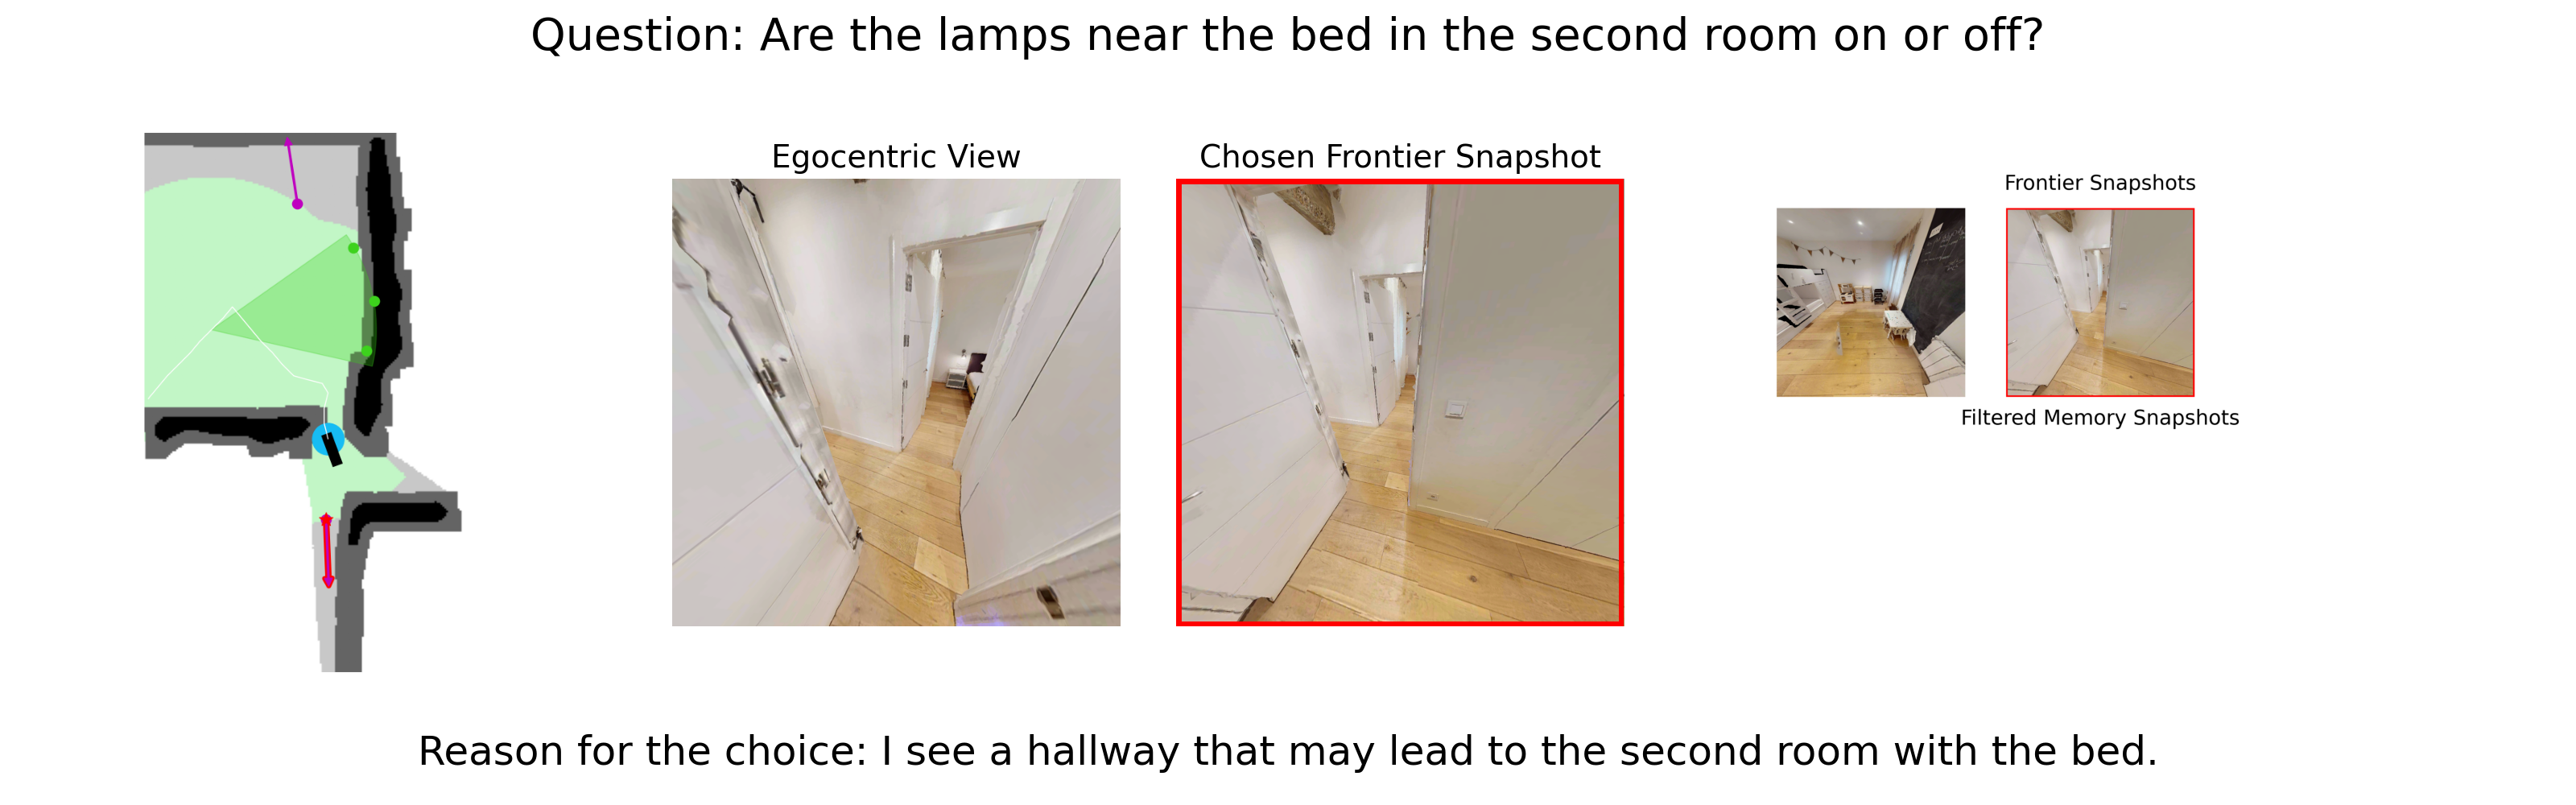 Question: Are the lamps near the bed in the second room on or off?
Egocentric View
Chosen Frontier Snapshot
Frontier Snapshots
Filtered Memory Snapshots
Reason for the choice: I see a hallway that may lead to the second room with the bed.